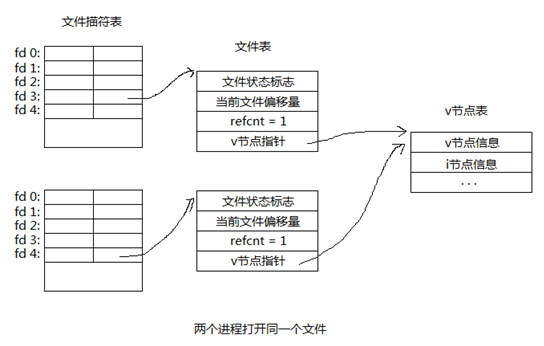 文件描符表
fd 0:
fd 1:
fd 2:
fd 3:
fd 4:
文件表
文件状态标志
当前文件偏移量
refcnt = 1
v节点指针
v节点表
v节点信息
i节点信息
...
fd 0:
fd 1:
fd 2:
fd 3:
fd 4:
文件状态标志
当前文件偏移量
refcnt = 1
v节点指针
两个进程打开同一个文件